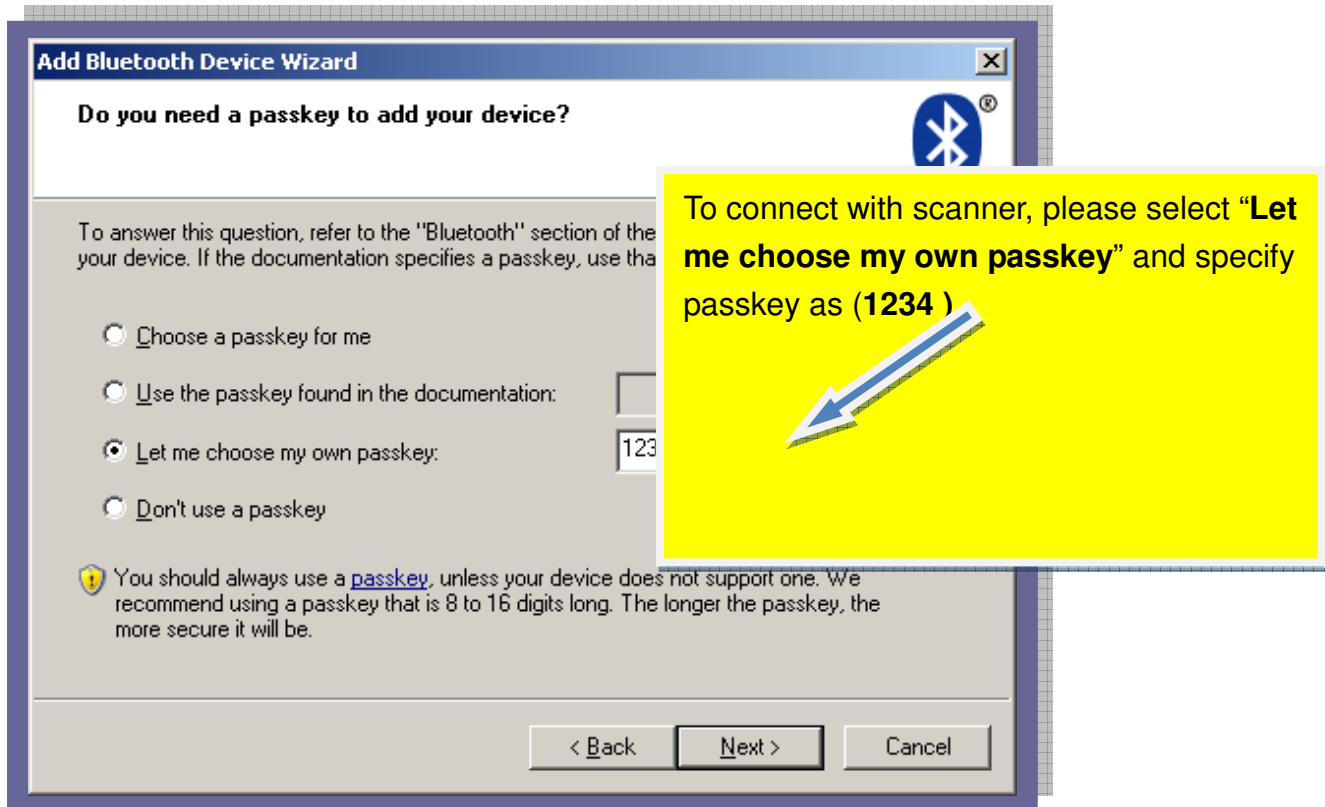 Add Bluetooth Device Wizard
Do you need a passkey to add your device?
®
To connect with scanner, please select “Let
me choose my own passkey” and specify
passkey as (1234 )
To answer this question, refer to the "Bluetooth" section of the
your device. If the documentation specifies a passkey, use
Choose a passkey for me
Use the passkey found in the documentation:
Let me choose my own passkey: 123
Don't use a passkey
You should always use a passkey, unless your device does not support one. We
recommend using a passkey that is 8 to 16 digits long. The longer the passkey, the
more secure it will be.
< Back Next > Cancel